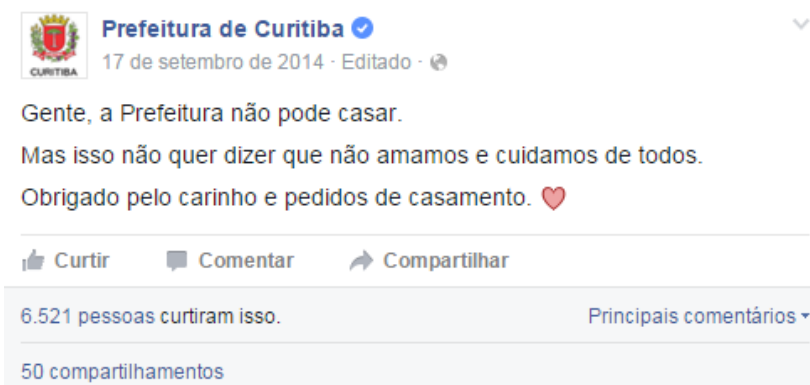 Prefeitura de Curitiba
CURITIBA
17 de setembro de 2014 · Editado ·
Gente, a Prefeitura não pode casar.
Mas isso não quer dizer que não amamos e cuidamos de todos.
Obrigado pelo carinho e pedidos de casamento.
Curtir Comentar Compartilhar
6.521 pessoas curtiram isso. Principais comentários
50 compartilhamentos